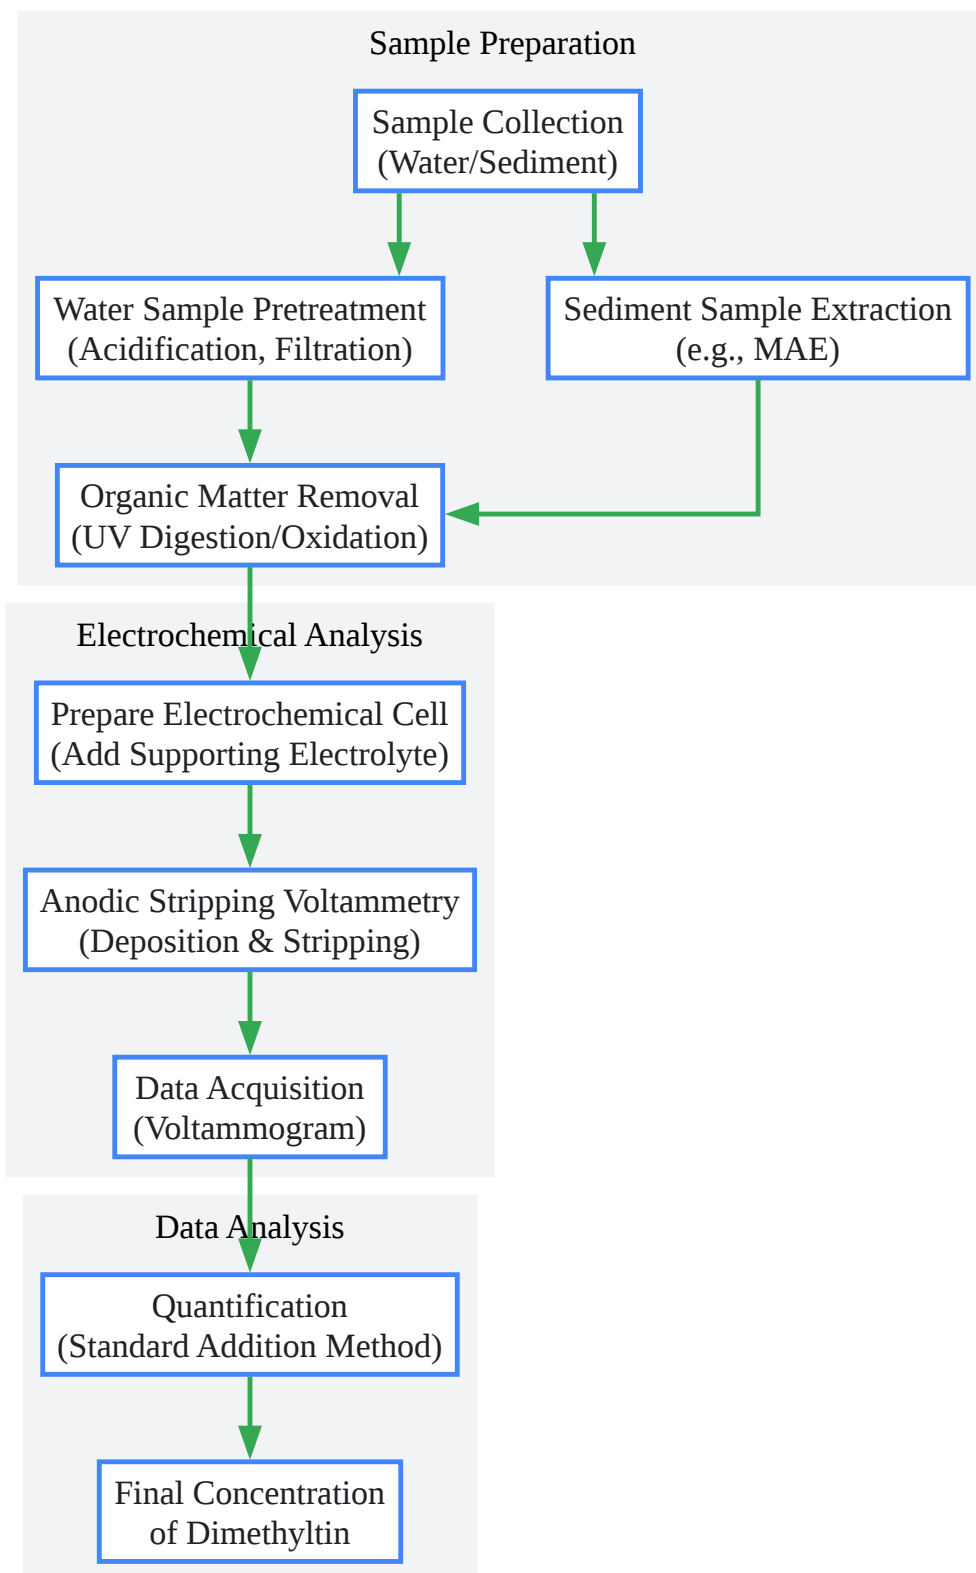 Sample Preparation
Sample Collection
(Water/Sediment)
Water Sample Pretreatment
(Acidification, Filtration)
Sediment Sample Extraction
(e.g., MAE)
Organic Matter Removal
(UV Digestion/Oxidation)
Electrochemical Analysis
Prepare Electrochemical Cell
(Add Supporting Electrolyte)
Anodic Stripping Voltammetry
(Deposition & Stripping)
Data Acquisition
(Voltammogram)
Data Analysis
Quantification
(Standard Addition Method)
Final Concentration
of Dimethyltin